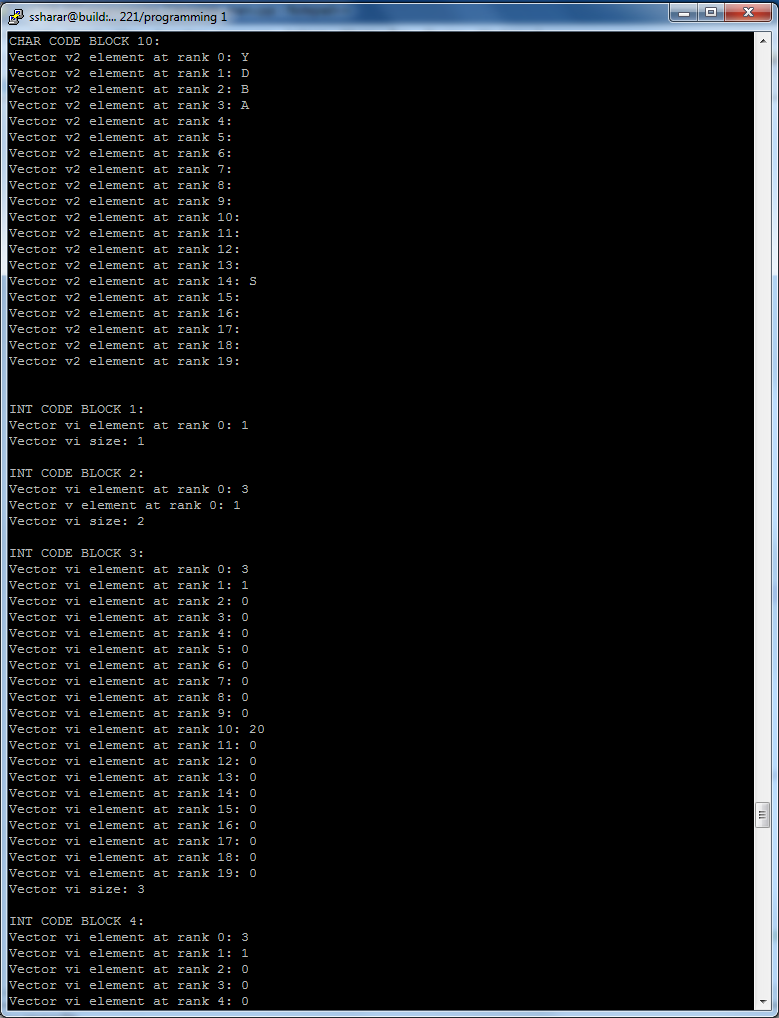 ssharar@build:... 221/programming 1
CHAR CODE BLOCK 10:
Vector v2 element at rank 0: Y
Vector v2 element at rank 1: D
Vector v2 element at rank 2: B
Vector v2 element at rank 3: A
Vector v2 element at rank 4:
Vector v2 element at rank 5:
Vector v2 element at rank 6:
Vector v2 element at rank 7:
Vector v2 element at rank 8:
Vector v2 element at rank 9:
Vector v2 element at rank 10:
Vector v2 element at rank 11:
Vector v2 element at rank 12:
Vector v2 element at rank 13:
Vector v2 element at rank 14: S
Vector v2 element at rank 15:
Vector v2 element at rank 16:
Vector v2 element at rank 17:
Vector v2 element at rank 18:
Vector v2 element at rank 19:
INT CODE BLOCK 1:
Vector vi element at rank 0: 1
Vector vi size: 1
INT CODE BLOCK 2:
Vector vi element at rank 0: 3
Vector v element at rank 0: 1
Vector vi size: 2
INT CODE BLOCK 3:
Vector vi element at rank 0: 3
Vector vi element at rank 1: 1
Vector vi element at rank 2: 0
Vector vi element at rank 3: 0
Vector vi element at rank 4: 0
Vector vi element at rank 5: 0
Vector vi element at rank 6: 0
Vector vi element at rank 7: 0
Vector vi element at rank 8: 0
Vector vi element at rank 9: 0
Vector vi element at rank 10: 20
Vector vi element at rank 11: 0
Vector vi element at rank 12: 0
Vector vi element at rank 13: 0
Vector vi element at rank 14: 0
Vector vi element at rank 15: 0
Vector vi element at rank 16: 0
Vector vi element at rank 17: 0
Vector vi element at rank 18: 0
Vector vi element at rank 19: 0
Vector vi size: 3
INT CODE BLOCK 4:
Vector vi element at rank 0: 3
Vector vi element at rank 1: 1
Vector vi element at rank 2: 0
Vector vi element at rank 3: 0
Vector vi element at rank 4: 0